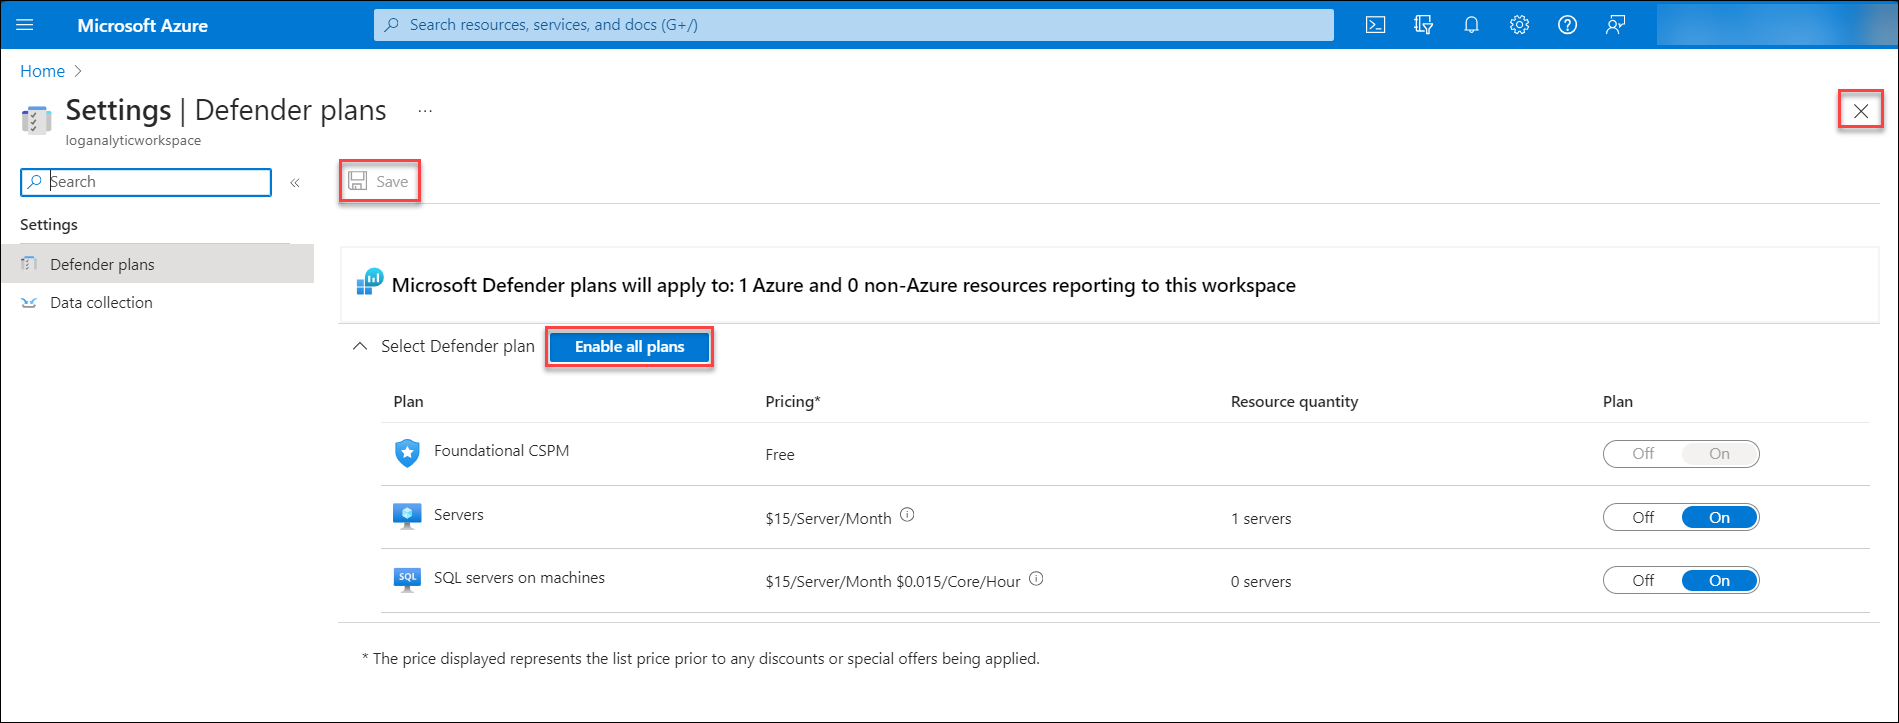 Microsoft Azure
Search resources, services, and docs (G+/)
Home
Settings | Defender plans ...
loganalyticworkspace
Search
Save
Settings
Defender plans
Data collection
Microsoft Defender plans will apply to: 1 Azure and 0 non-Azure resources reporting to this workspace
Select Defender plan Enable all plans
Plan Pricing* Resource quantity Plan
Foundational CSPM Free Off On
Servers $15/Server/Month 1 servers Off On
SQL SQL servers on machines $15/Server/Month $0.015/Core/Hour 0 servers Off On
* The price displayed represents the list price prior to any discounts or special offers being applied.